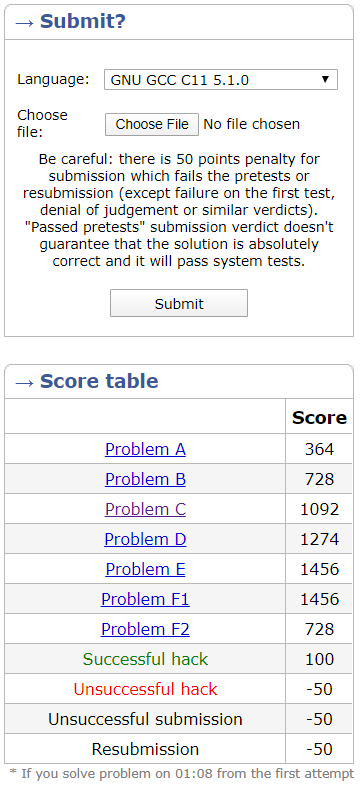 → Submit?
Language: GNU GCC C11 5.1.0
Choose
file: Choose File No file chosen
Be careful: there is 50 points penalty for
submission which fails the pretests or
resubmission (except failure on the first test,
denial of judgement or similar verdicts).
"Passed pretests" submission verdict doesn't
guarantee that the solution is absolutely
correct and it will pass system tests.
Submit
→ Score table
Score
Problem A 364
Problem B 728
Problem C 1092
Problem D 1274
Problem E 1456
Problem F1 1456
Problem F2 728
Successful hack 100
Unsuccessful hack -50
Unsuccessful submission -50
Resubmission -50
* If you solve problem on 01:08 from the first attempt